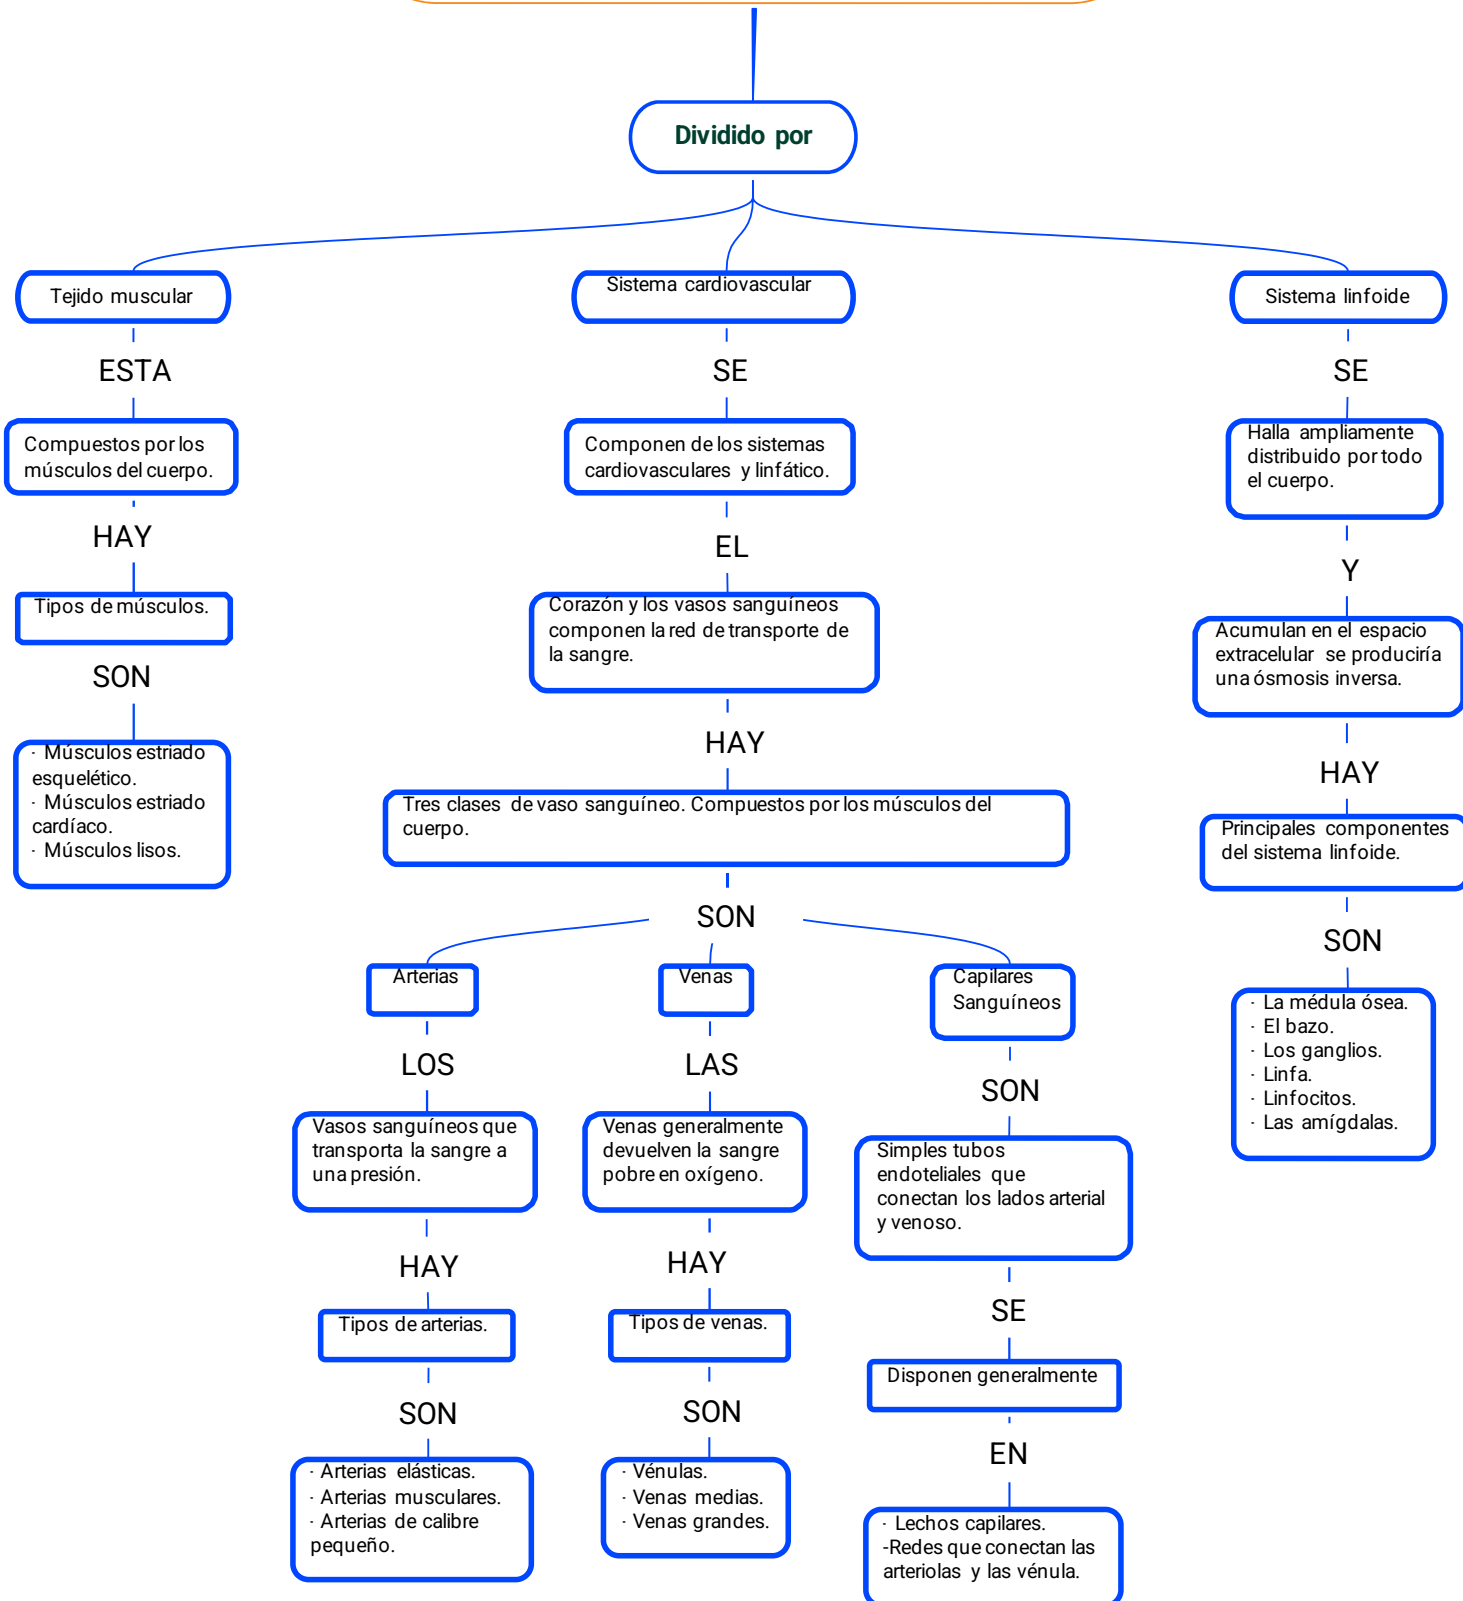 Dividido por
Tejido muscular
ESTA
Compuestos por los
músculos del cuerpo.
HAY
Tipos de músculos.
SON
· Músculos estriado
esquelético.
· Músculos estriado
cardíaco.
· Músculos lisos.
Sistema cardiovascular
SE
Componen de los sistemas
cardiovasculares y linfático.
EL
Corazón y los vasos sanguíneos
componen la red de transporte de
la sangre.
HAY
Tres clases de vaso sanguíneo. Compuestos por los músculos del
cuerpo.
SON
Arterias
LOS
Vasos sanguíneos que
transporta la sangre a
una presión.
HAY
Tipos de arterias.
SON
· Arterias elásticas.
· Arterias musculares.
· Arterias de calibre
pequeño.
Venas
LAS
Venas generalmente
devuelven la sangre
pobre en oxígeno.
HAY
Tipos de venas.
SON
· Vénulas.
· Venas medias.
· Venas grandes.
Capilares
Sanguíneos
SON
Simples tubos
endoteliales que
conectan los lados arterial
y venoso.
SE
Disponen generalmente
EN
· Lechos capilares.
-Redes que conectan las
arteriolas y las vénula.
Sistema linfoide
SE
Halla ampliamente
distribuido por todo
el cuerpo.
Y
Acumulan en el espacio
extracelular se produciría
una ósmosis inversa.
HAY
Principales componentes
del sistema linfoide.
SON
· La médula ósea.
· El bazo.
· Los ganglios.
· Linfa.
· Linfocitos.
· Las amígdalas.